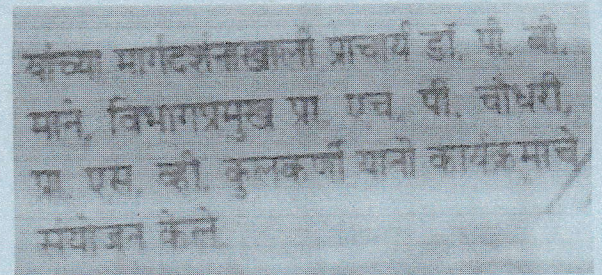 यांच्या मार्गदर्शनाखाली प्राचार्य डॉ. पी. बी.
माने, विभागप्रमुख प्रा. एच. पी. चौधरी,
प्रा. एस. व्ही. कुलकर्णी यांनी कार्यक्रमाचे
संयोजन केले.